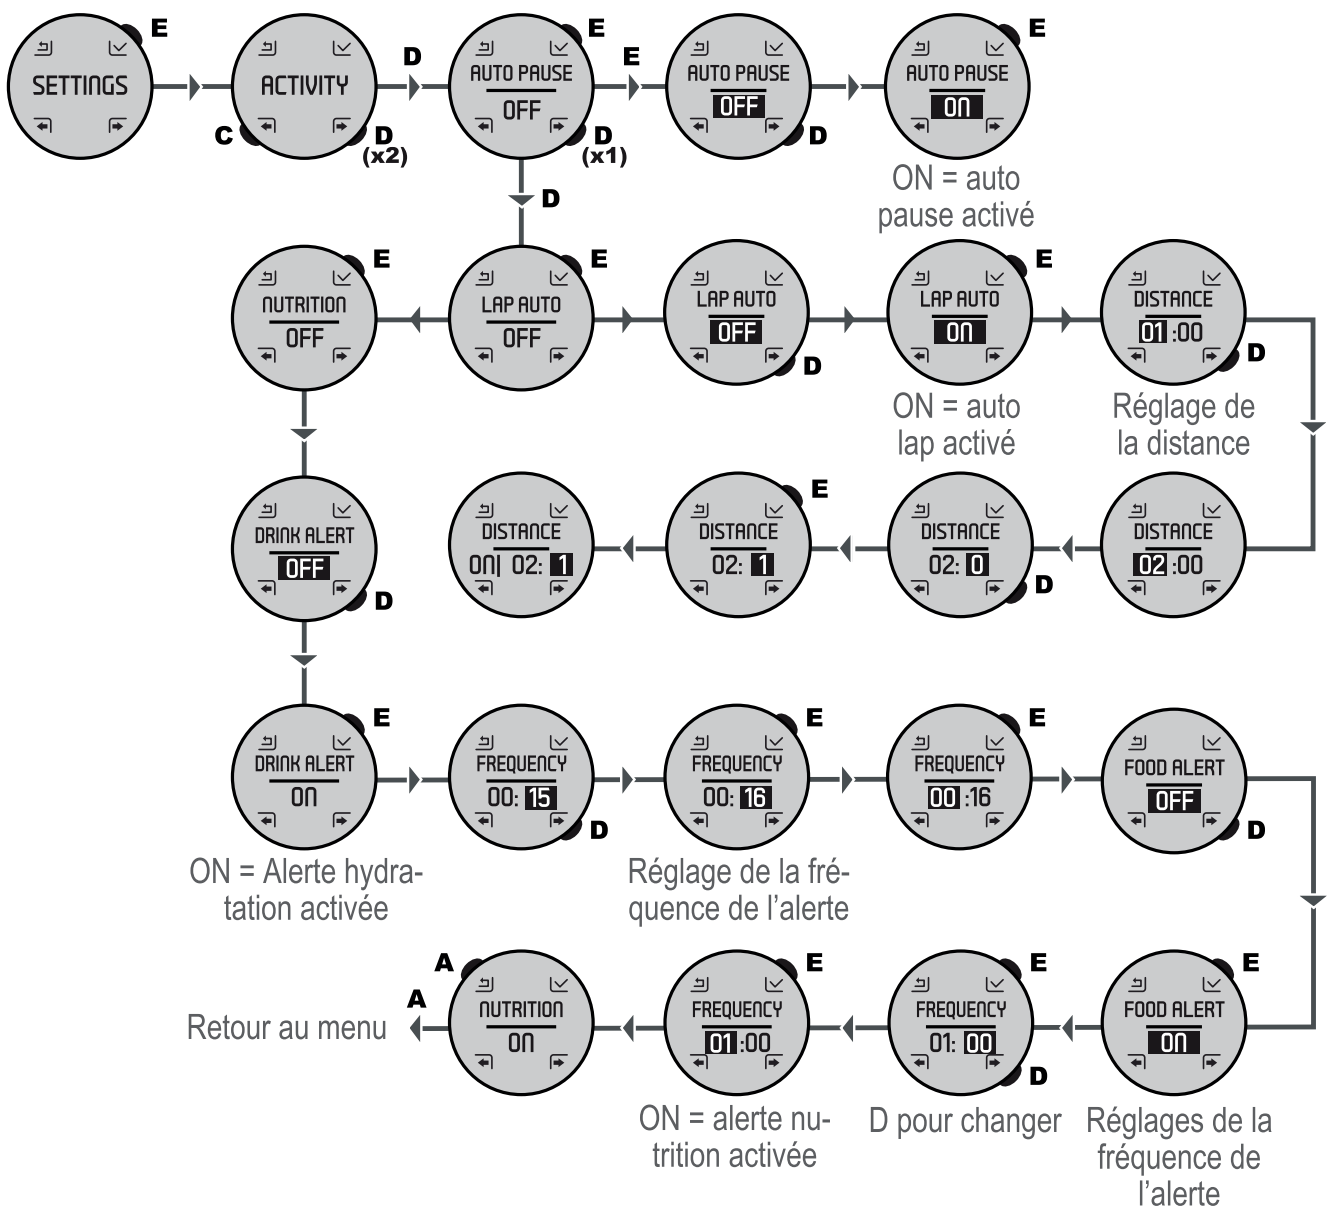 E
SETTINGS
ACTIVITY
C
D
(x2)
D
E
AUTO PAUSE
OFF
D
(x1)
E
AUTO PAUSE
OFF
D
E
AUTO PAUSE
ON
ON = auto
pause activé
D
E
NUTRITION
OFF
E
LAP AUTO
OFF
LAP AUTO
OFF
D
E
LAP AUTO
ON
ON = auto
lap activé
DISTANCE
01 :00
D
Réglage de
la distance
DRINK ALERT
OFF
D
DISTANCE
ON| 02: 1
E
DISTANCE
02: 1
DISTANCE
02: 0
D
DISTANCE
02 :00
E
DRINK ALERT
ON
ON = Alerte hydra-
tation activée
FREQUENCY
00: 15
D
E
FREQUENCY
00: 16
Réglage de la fré-
quence de l'alerte
E
FREQUENCY
00 :16
FOOD ALERT
OFF
D
A
Retour au menu
A
NUTRITION
ON
E
FREQUENCY
01 :00
ON = alerte nu-
trition activée
E
FREQUENCY
01: 00
D
D pour changer
E
FOOD ALERT
ON
Réglages de la
fréquence de
l'alerte